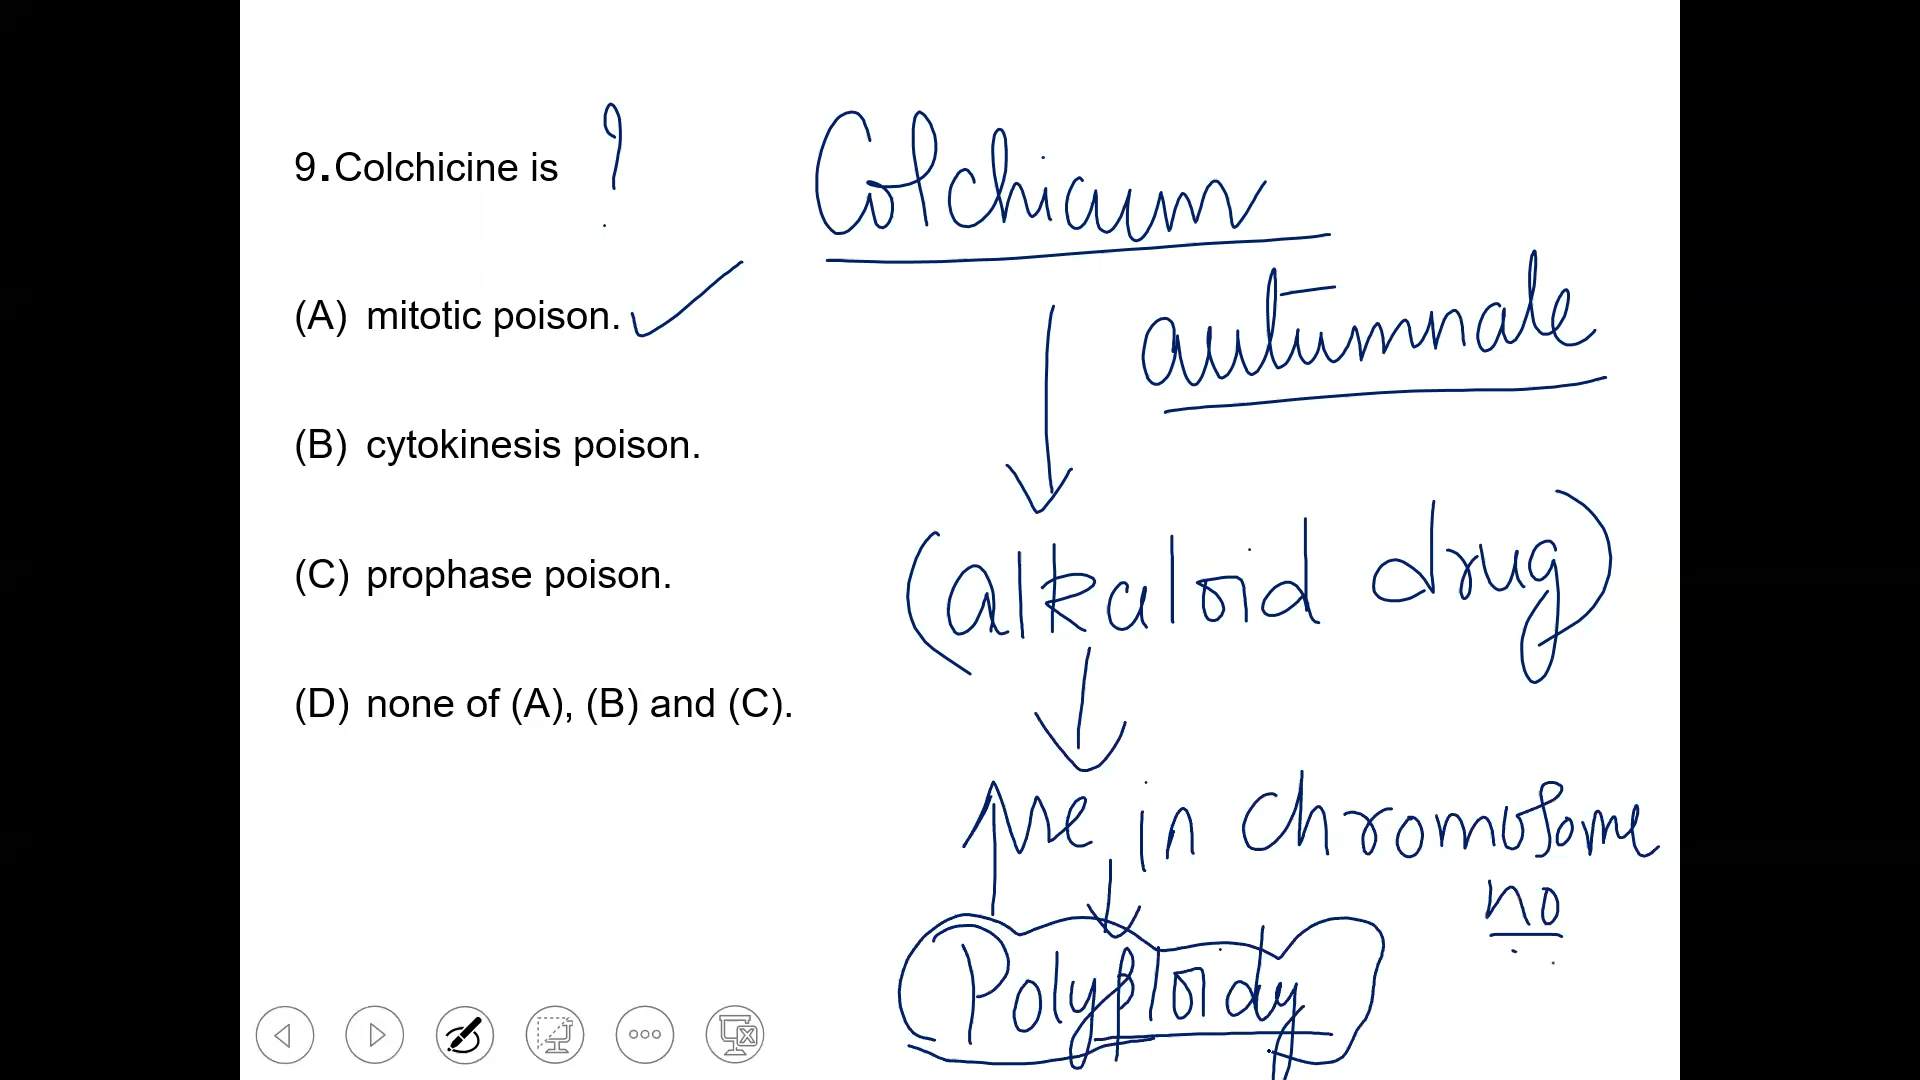 9.Colchicine is ?
(A) mitotic poison.
(B) cytokinesis poison.
(C) prophase poison.
(D) none of (A), (B) and (C).
Colchicum
autumnale
(alkaloid drug)
↑se in chromosome
no
Polyploidy